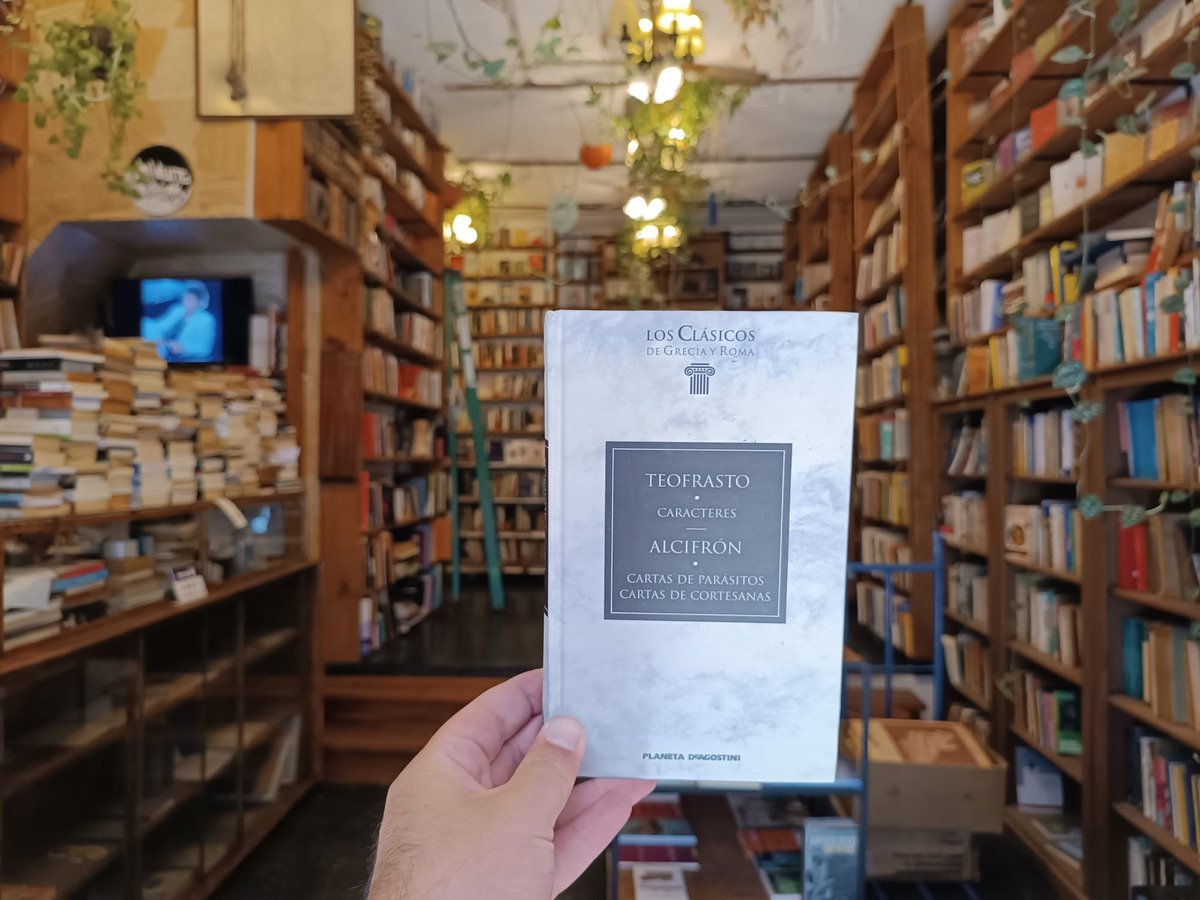 LOS CLÁSICOS
DE GRECIA Y ROMA
TEOFRASTO
CARACTERES
ALCIFRÓN
CARTAS DE PARÁSITOS
CARTAS DE CORTESANAS
PLANETA DEAGOSTINI